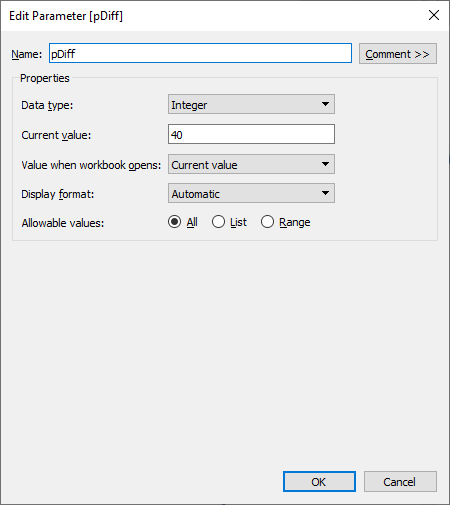 Edit Parameter [pDiff]
Name: pDiff Comment >>
Properties
Data type: Integer
Current value: 40
Value when workbook opens: Current value
Display format: Automatic
Allowable values: All List Range
OK Cancel